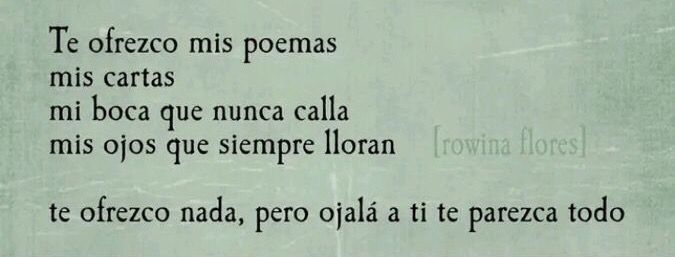 Te ofrezco mis poemas
mis cartas
mi boca que nunca calla
mis ojos que siempre lloran [rowina flores]
te ofrezco nada, pero ojalá a ti te parezca todo